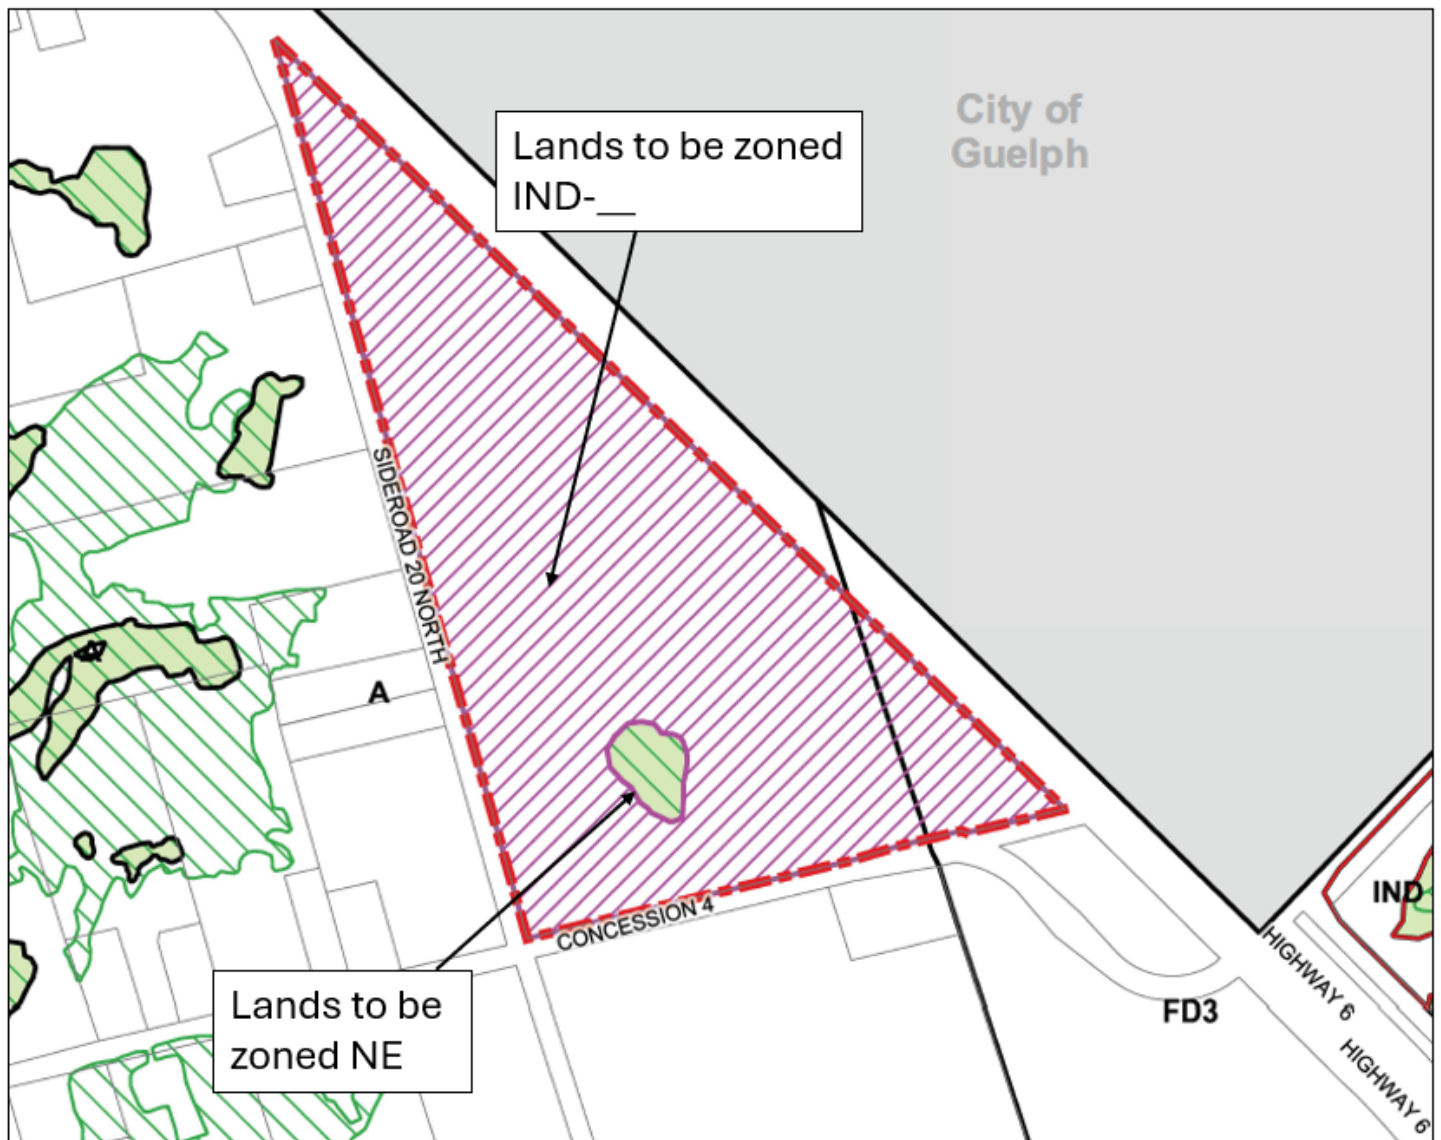 City of
Guelph
Lands to be zoned
IND-__
SIDEROAD 20 NORTH
A
IND
CONCESSION 4
HIGHWAY 6
Lands to be
zoned NE
FD3
HIGHWAY 6